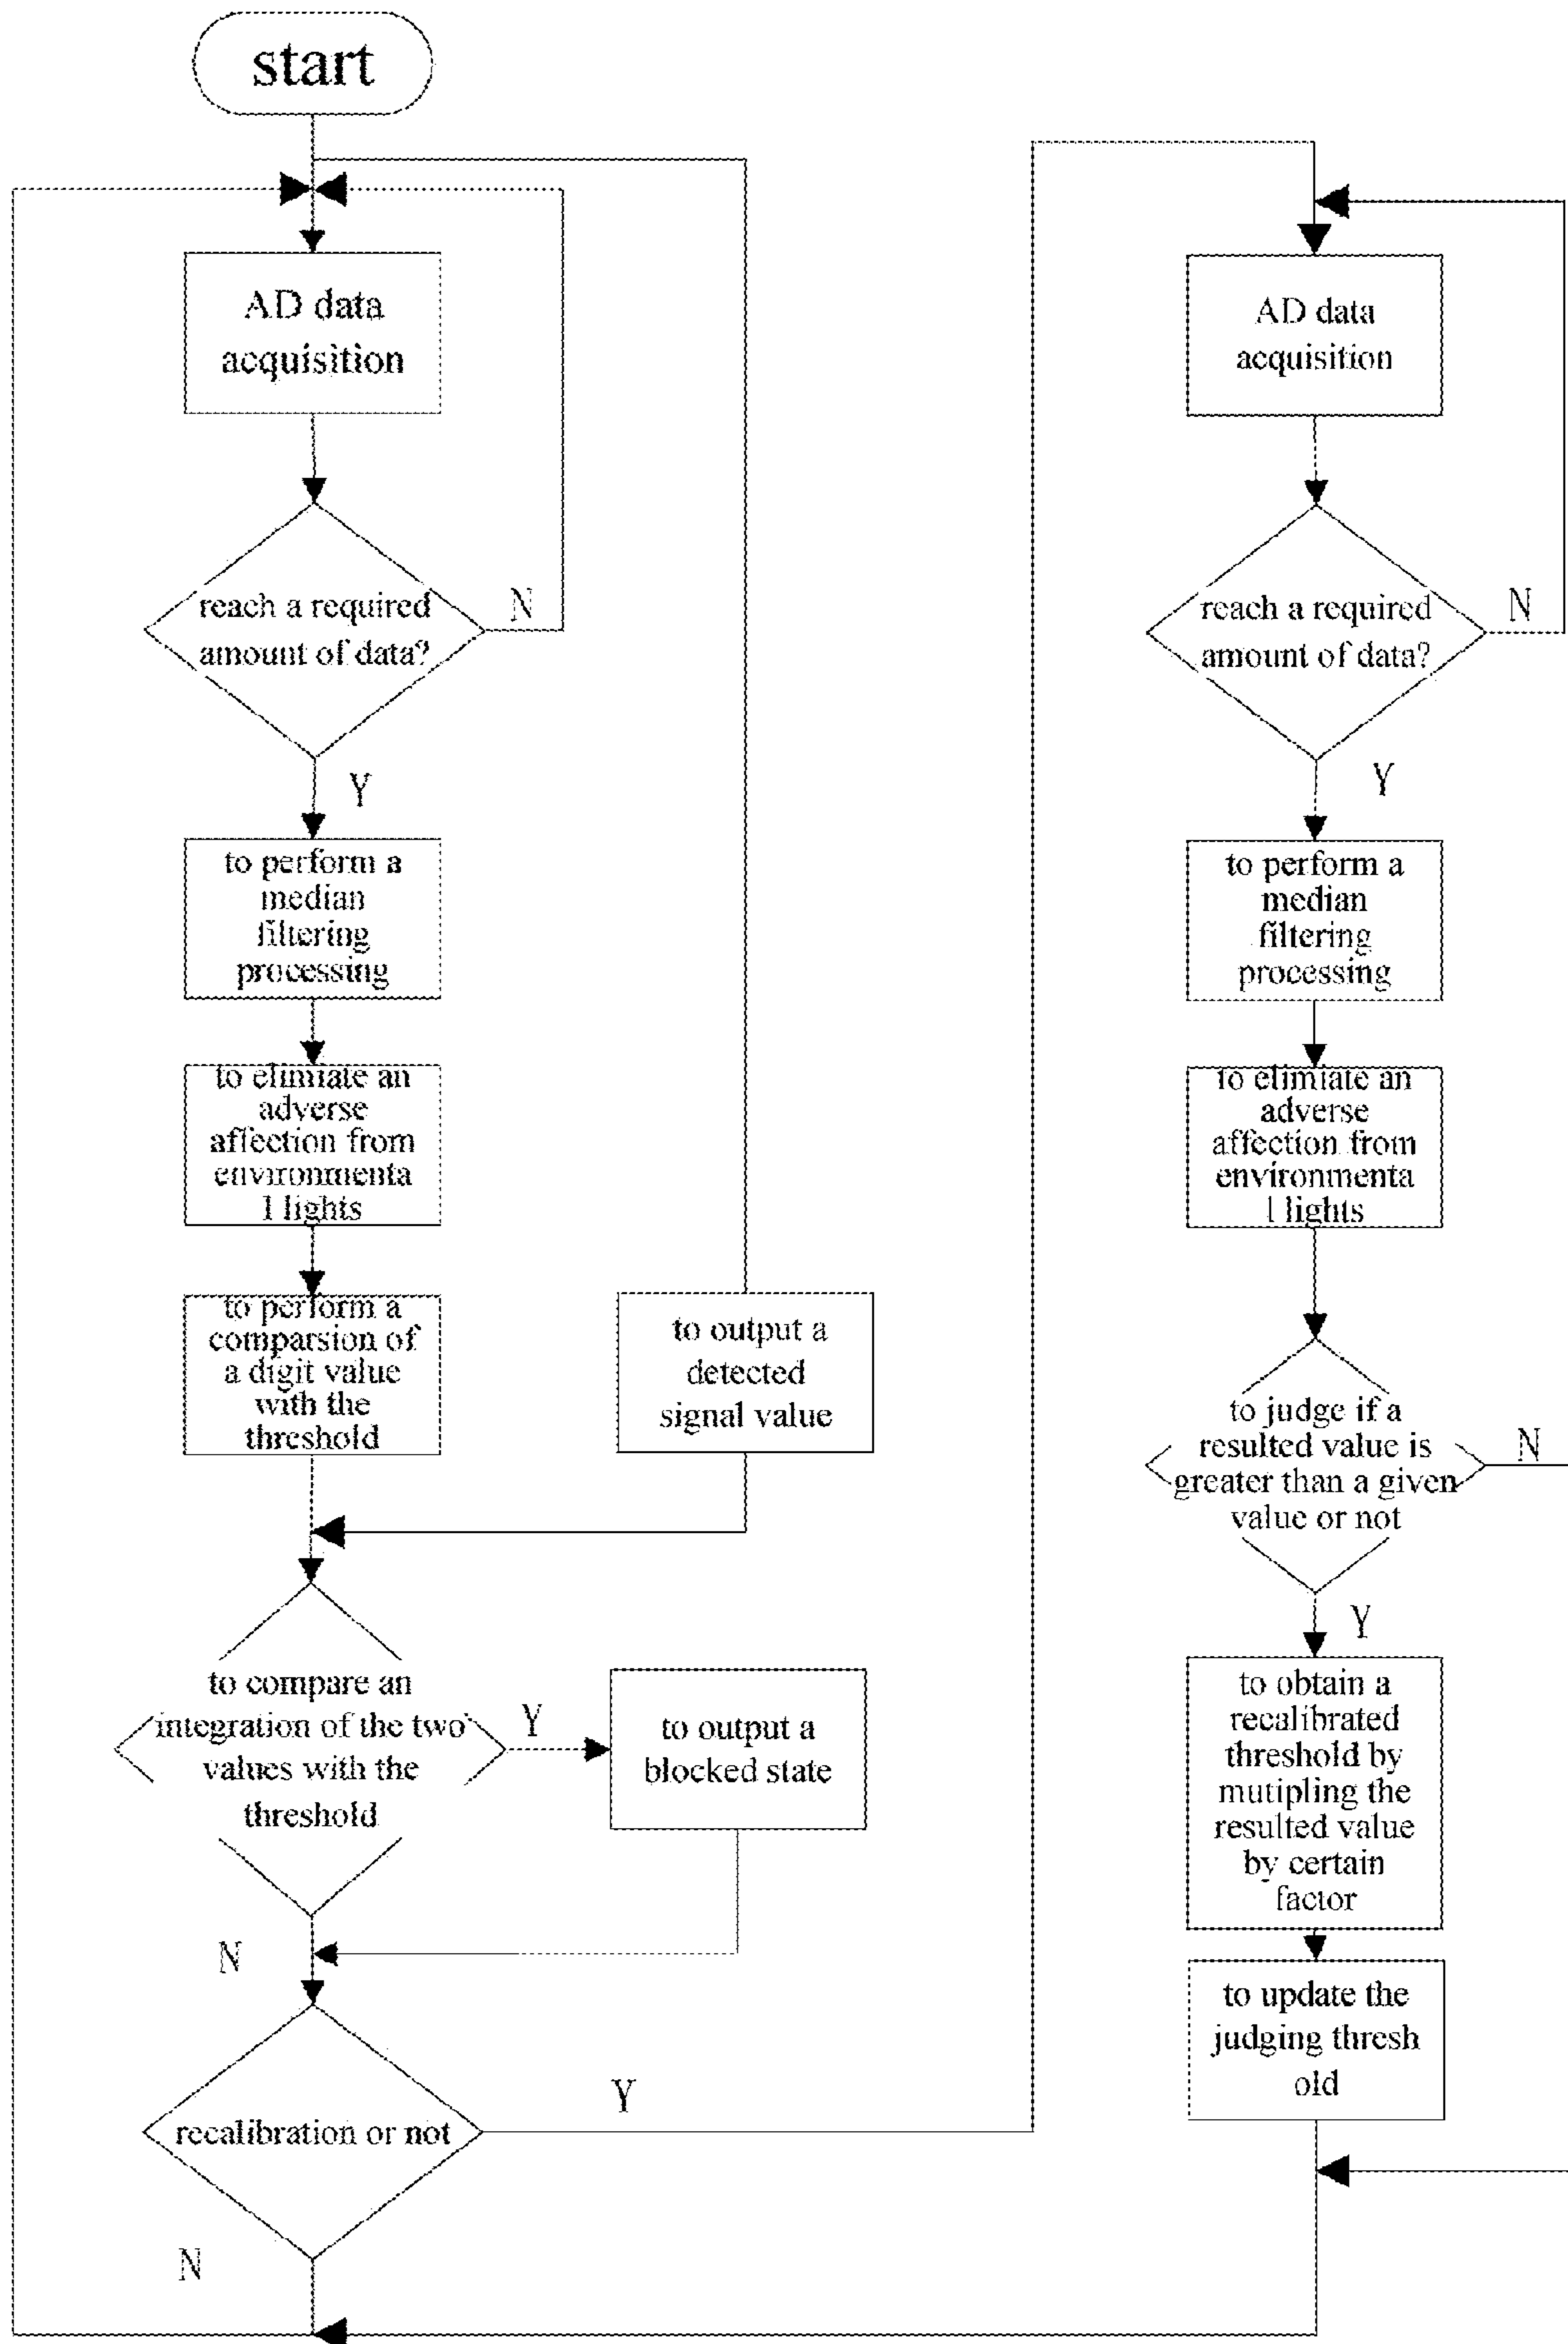 start
AD data
acquisition
reach a required
amount of data?
N
Y
to perform a
median
filtering
processing
to elimiate an
adverse
affection from
environmenta
l lights
to perform a
comparsion of
a digit value
with the
threshold
to output a
detected
signal value
to compare an
integration of the two
values with the
threshold
Y
to output a
blocked state
N
recalibration or not
Y
N
AD data
acquisition
reach a required
amount of data?
N
Y
to perform a
median
filtering
processing
to elimiate an
adverse
affection from
environmenta
l lights
to judge if a
resulted value is
greater than a given
value or not
N
Y
to obtain a
recalibrated
threshold by
mutipling the
resulted value
by certain
factor
to update the
judging thresh
old